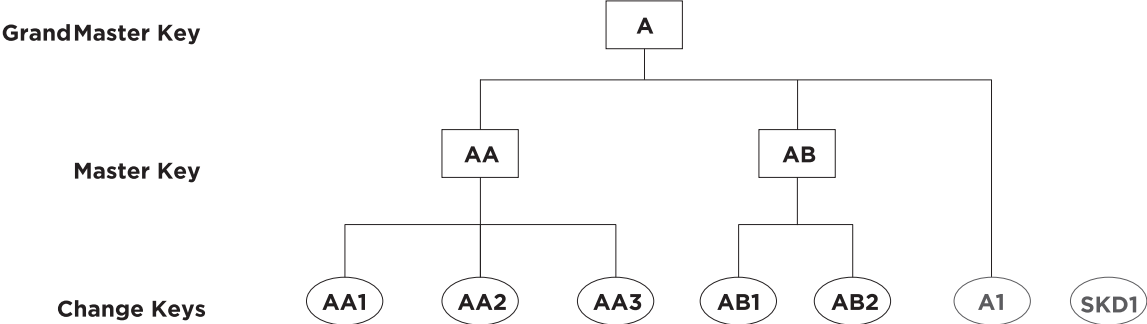 GrandMaster Key
A
Master Key
AA
AB
Change Keys
AA1
AA2
AA3
AB1
AB2
A1
SKD1